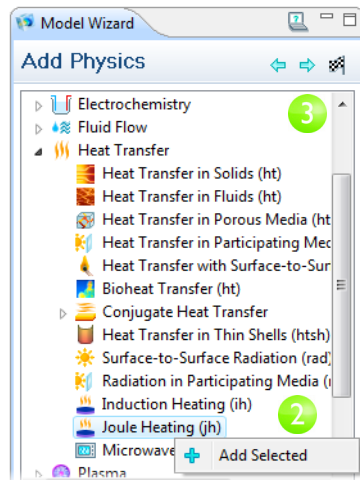 Model Wizard
Add Physics
Electrochemistry
3
Fluid Flow
Heat Transfer
Heat Transfer in Solids (ht)
Heat Transfer in Fluids (ht)
Heat Transfer in Porous Media (ht
Heat Transfer in Participating Med
Heat Transfer with Surface-to-Sur
Bioheat Transfer (ht)
Conjugate Heat Transfer
Heat Transfer in Thin Shells (htsh)
Surface-to-Surface Radiation (rad)
Radiation in Participating Media (r
Induction Heating (ih)
2
Joule Heating (jh)
Microwave
Add Selected
Plasma